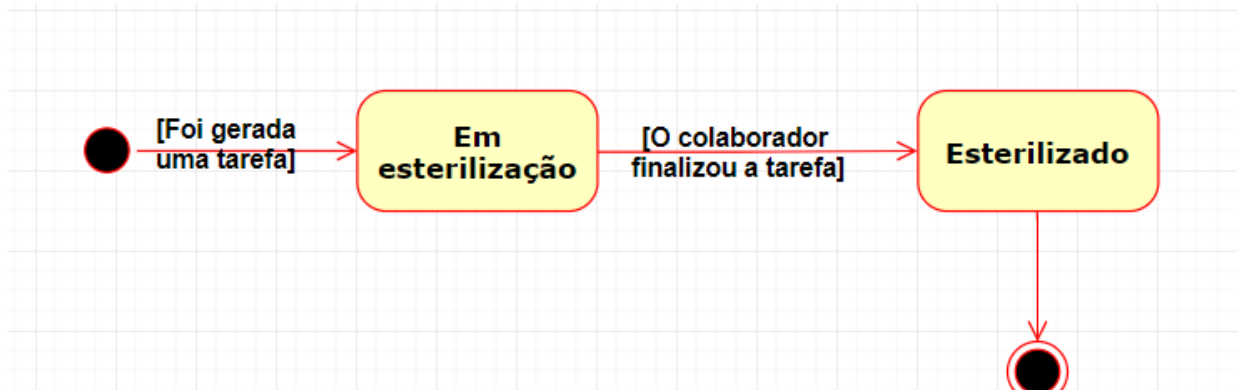 [Foi gerada
uma tarefa]
Em
esterilização
[O colaborador
finalizou a tarefa]
Esterilizado